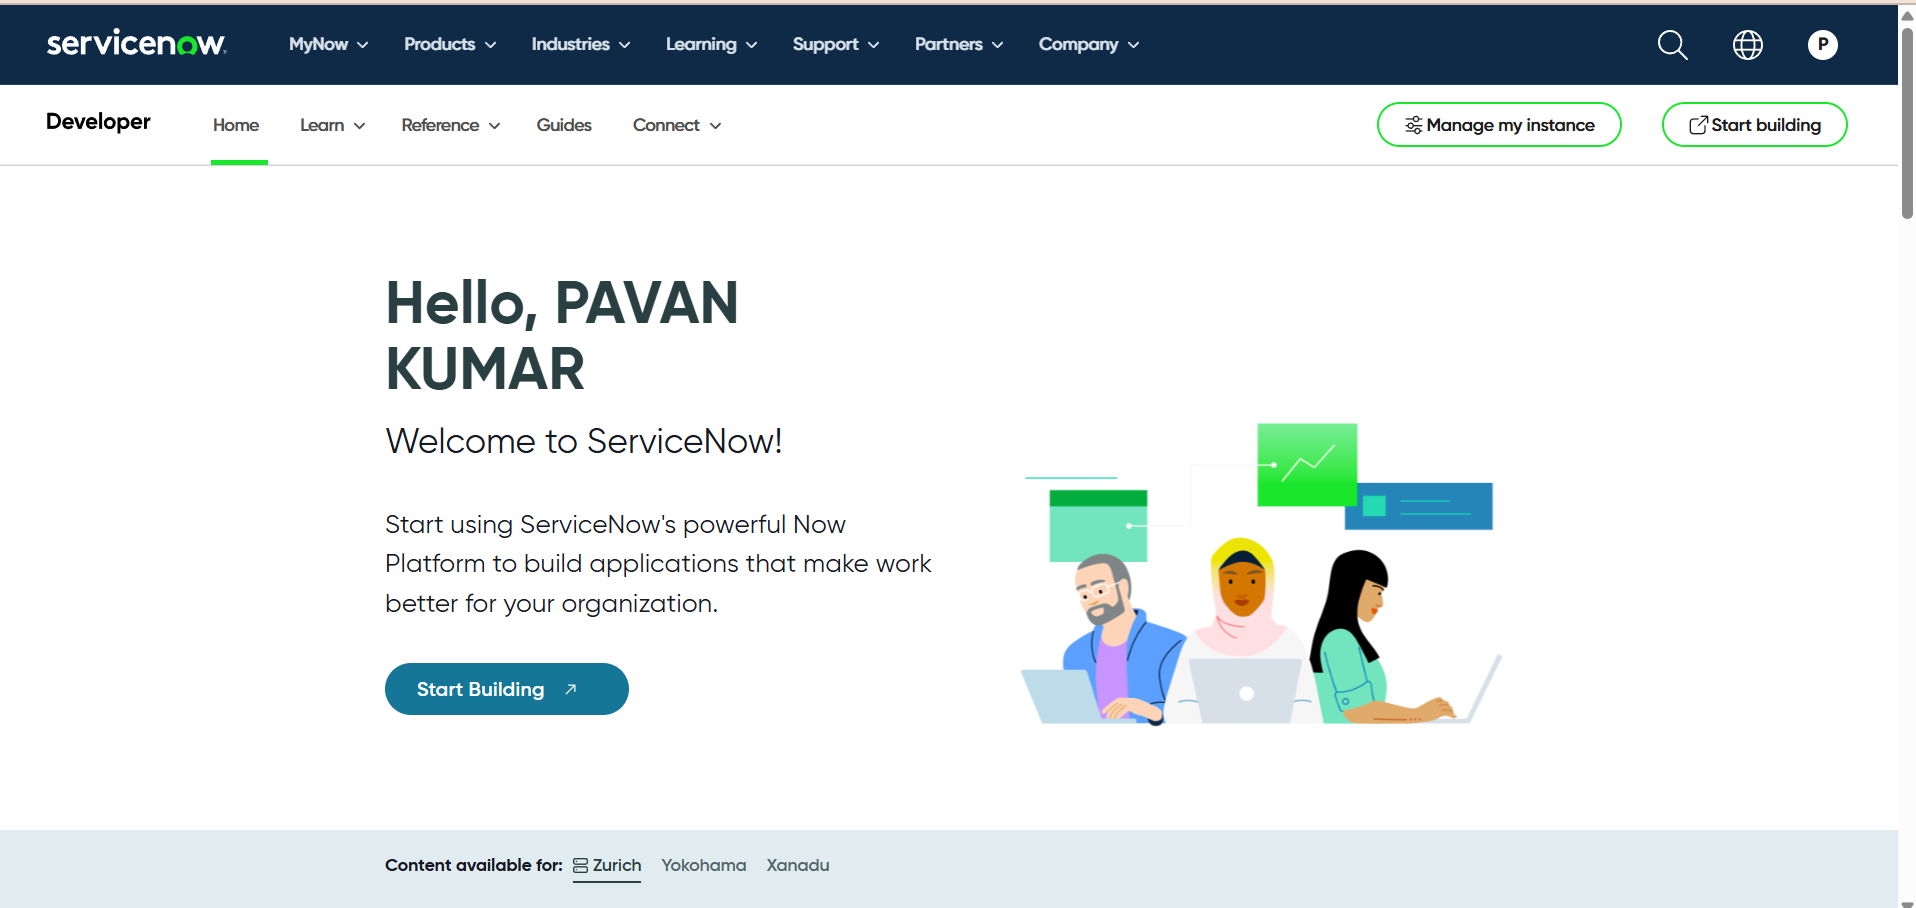 servicenow MyNow Products Industries Learning Support Partners Company P
Developer Home Learn Reference Guides Connect Manage my instance Start building
Hello, PAVAN
KUMAR
Welcome to ServiceNow!
Start using ServiceNow's powerful Now
Platform to build applications that make work
better for your organization.
Start Building
Content available for: Zurich Yokohama Xanadu